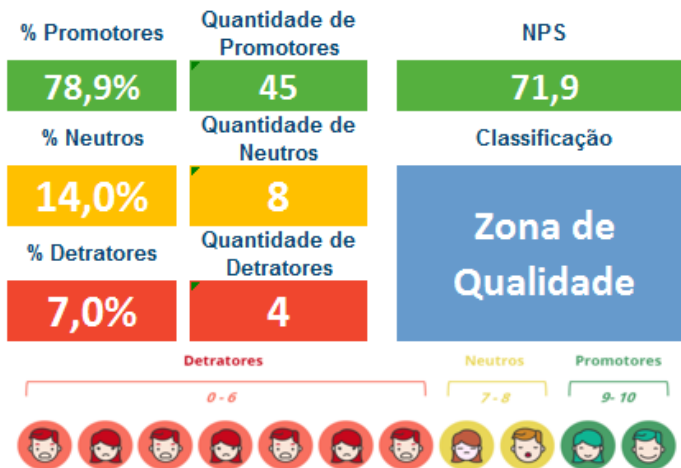 % Promotores
Quantidade de
Promotores
NPS
78,9%
45
71,9
% Neutros
Quantidade de
Neutros
Classificação
14,0%
8
Zona de
Qualidade
% Detratores
Quantidade de
Detratores
7,0%
4
Detratores
Neutros
Promotores
0 - 6
7 - 8
9- 10